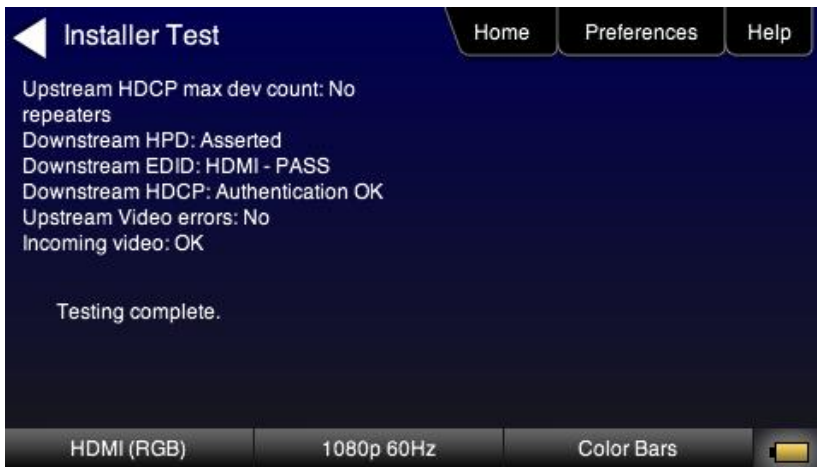 Installer Test
Home
Preferences
Help
Upstream HDCP max dev count: No
repeaters
Downstream HPD: Asserted
Downstream EDID: HDMI - PASS
Downstream HDCP: Authentication OK
Upstream Video errors: No
Incoming video: OK
Testing complete.
HDMI (RGB)
1080p 60Hz
Color Bars